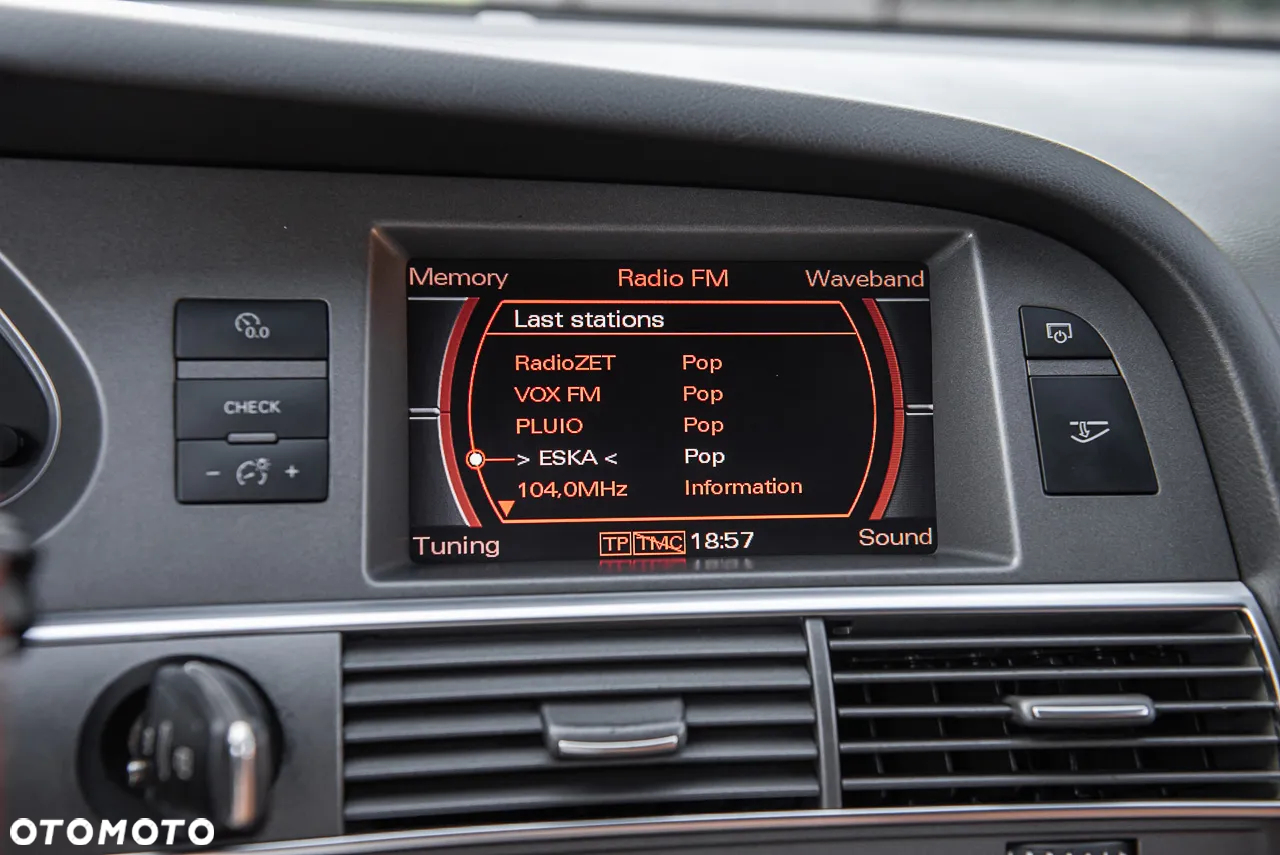 Memory Radio FM Waveband
Last stations
RadioZET Pop
VOX FM Pop
PLUIO Pop
> ESKA < Pop
104,0MHz Information
Tuning TP TMC 18:57 Sound
0.0
CHECK
- +
OTOMOTO